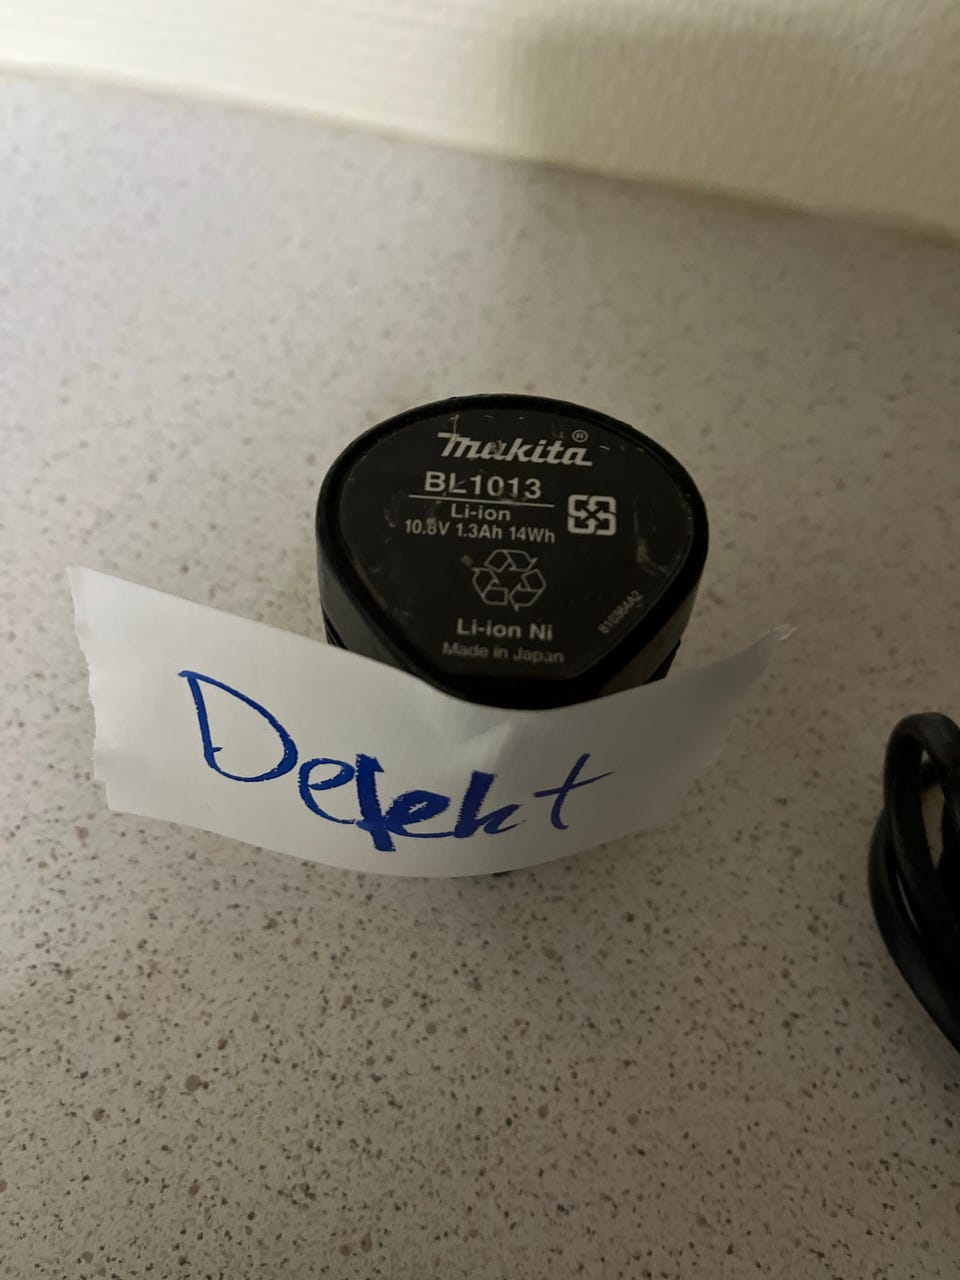 makita®
BL1013
Li-ion
10.8V 1.3Ah 14Wh
Li-ion Ni
Made in Japan
Defekt